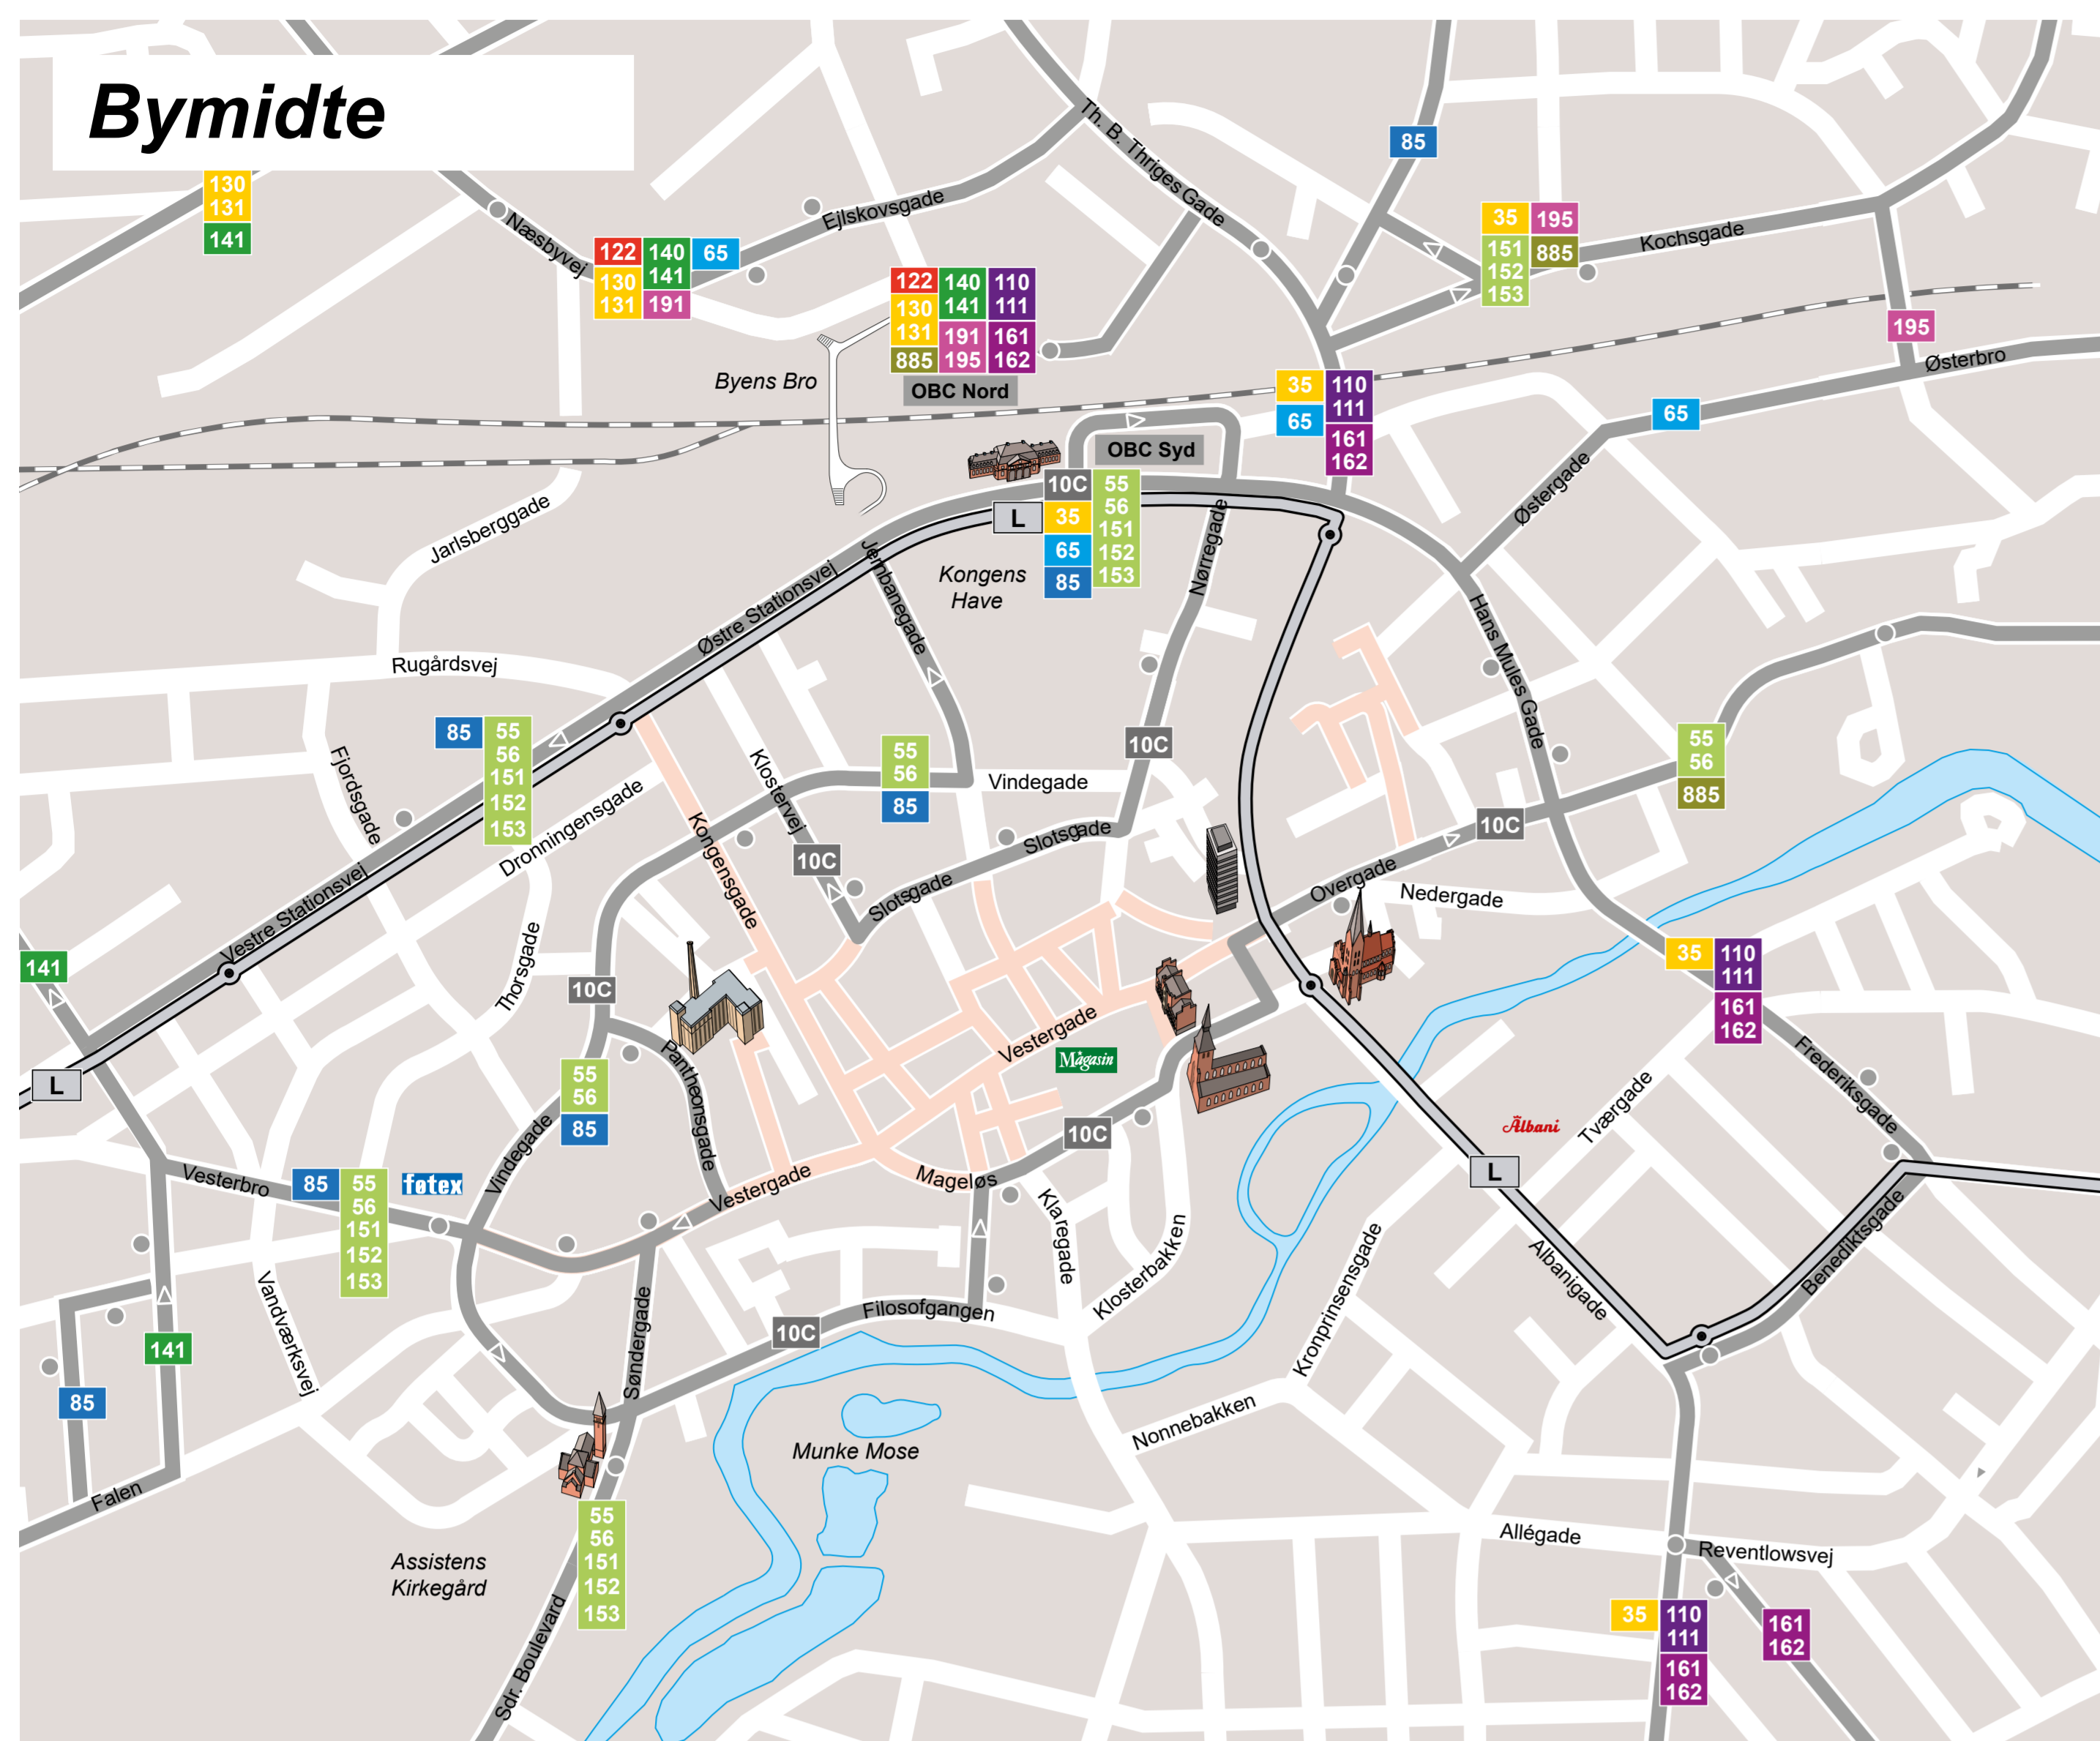 Bymidte
130
131
141
Næsbyvej
122
140
141
65
130
131
191
Ejlskovsgade
Th. B. Thriges Gade
85
35
195
151
152
153
885
Kochsgade
122
140
141
110
111
130
131
885
191
195
161
162
OBC Nord
Byens Bro
195
Østerbro
35
65
110
111
161
162
65
OBC Syd
10C
55
56
151
152
153
L
35
65
85
Kongens
Have
Østergade
Jarlsberggade
Nørregade
Jernbanegade
Østre Stationsvej
Rugårdsvej
Hans Mules Gade
85
55
56
151
152
153
10C
55
56
85
Vindegade
55
56
885
Fjordsgade
Klostervej
Kongensgade
Dronningensgade
10C
Slotsgade
Slotsgade
10C
Overgade
Nedergade
Vestre Stationsvej
Thorsgade
141
10C
35
110
111
161
162
Vestergade
Magasin
L
Pantheonsgade
55
56
85
Vindegade
10C
Albani
Tværgade
Frederiksgade
L
Vesterbro
85
55
56
151
152
153
føtex
Vestergade
Mageløs
Klaregade
Klosterbakken
Kronprinsensgade
Albanigade
Benediktsgade
Vandværksvej
Søndergade
10C
Filosofgangen
141
85
Falen
Nonnebakken
Munke Mose
Assistens
Kirkegård
55
56
151
152
153
Sdr. Boulevard
Allégade
Reventlowsvej
35
110
111
161
162
161
162